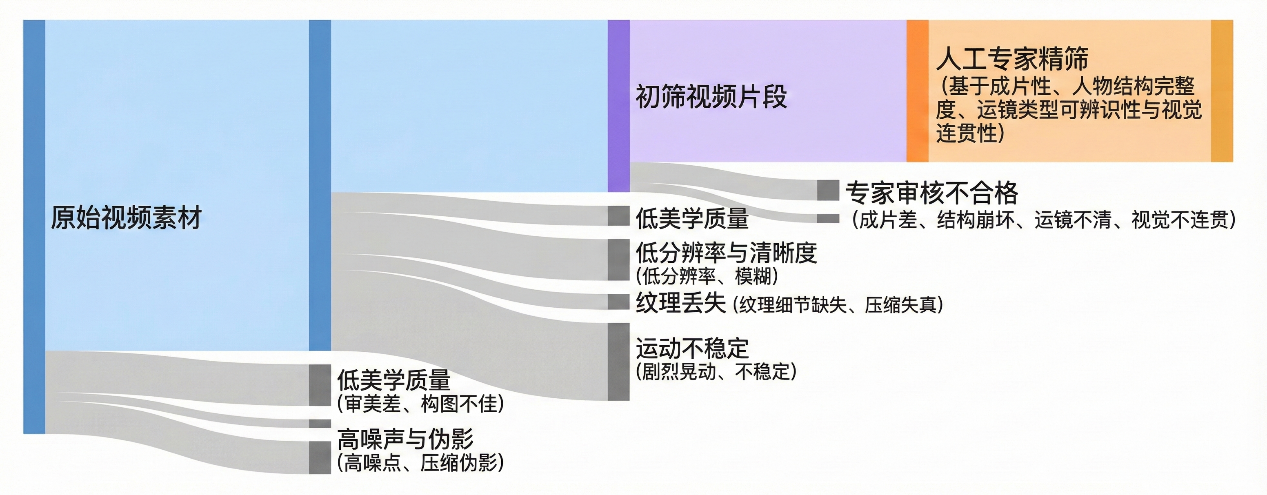 原始视频素材
低美学质量
(审美差、构图不佳)
高噪声与伪影
(高噪点、压缩伪影)
初筛视频片段
低美学质量
低分辨率与清晰度
(低分辨率、模糊)
纹理丢失 (纹理细节缺失、压缩失真)
运动不稳定
(剧烈晃动、不稳定)
人工专家精筛
(基于成片性、人物结构完整
度、运镜类型可辨识性与视觉
连贯性)
专家审核不合格
(成片差、结构崩坏、运镜不清、视觉不连贯)